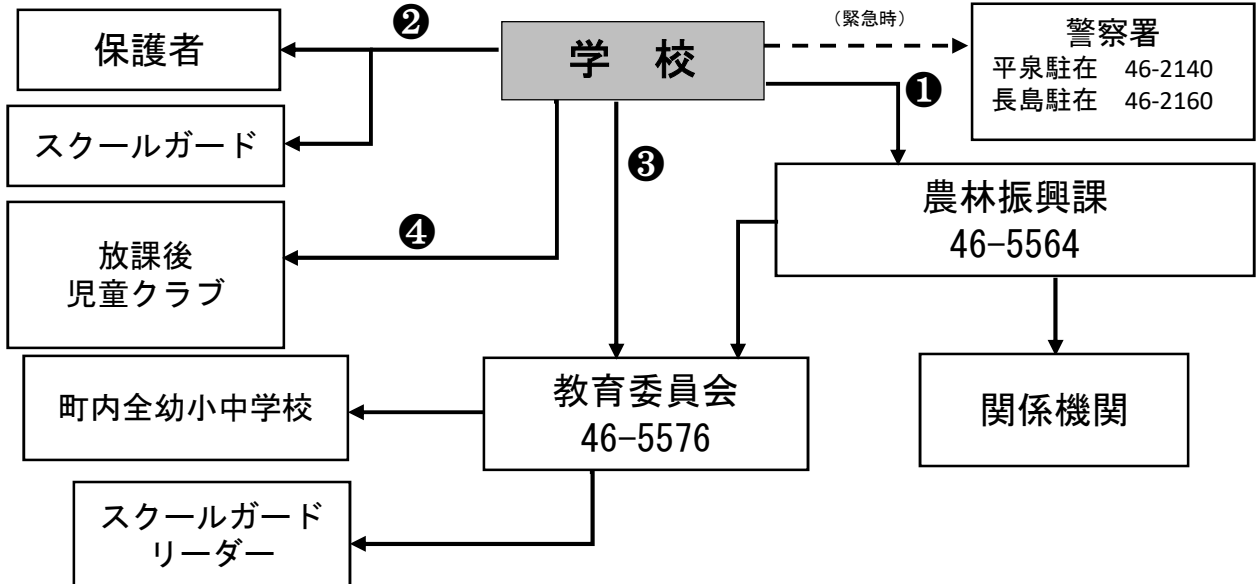 学　校
（緊急時）
警察署
平泉駐在　46-2140
長島駐在　46-2160
❶
❷
保護者
スクールガード
❸
❹
放課後
児童クラブ
農林振興課
46-5564
教育委員会
46-5576
関係機関
町内全幼小中学校
スクールガード
リーダー